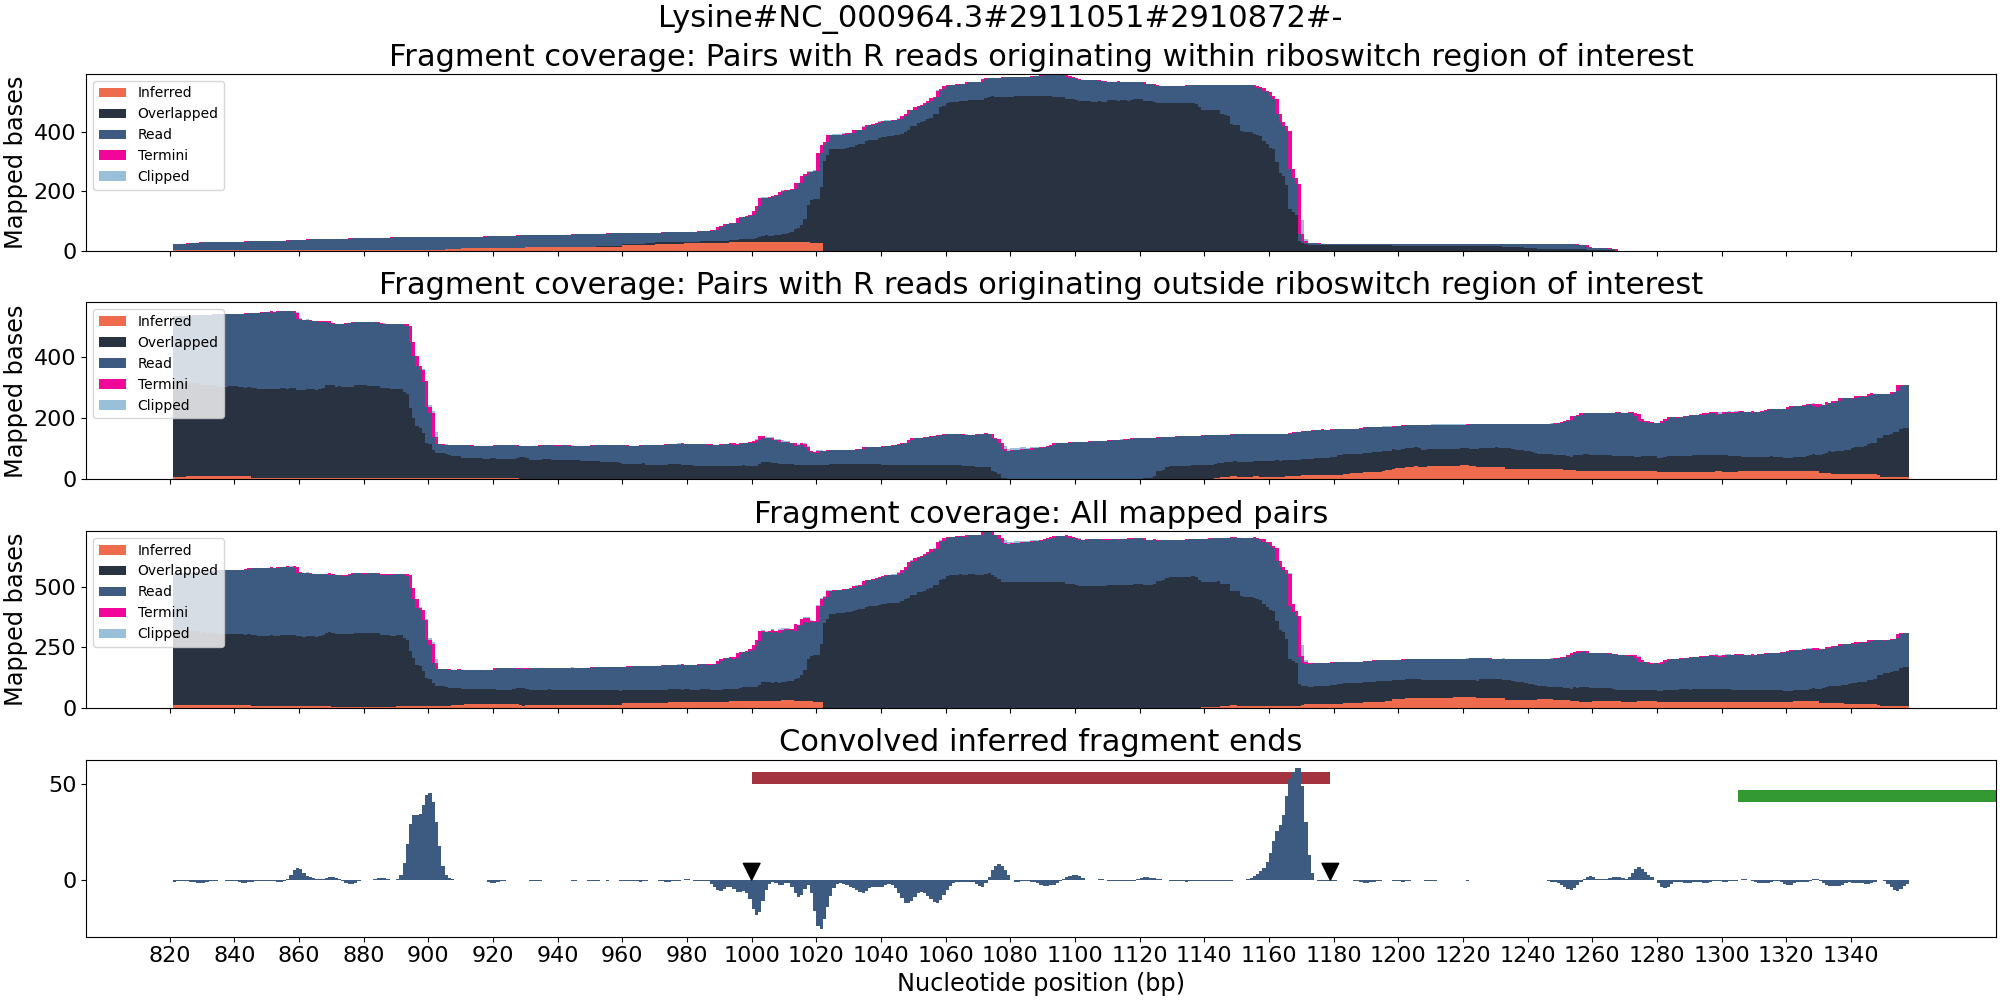 Lysine#NC_000964.3#2911051#2910872#-
Fragment coverage: Pairs with R reads originating within riboswitch region of interest
Mapped bases
400
200
0
Inferred
Overlapped
Read
Termini
Clipped
Fragment coverage: Pairs with R reads originating outside riboswitch region of interest
Mapped bases
400
200
0
Inferred
Overlapped
Read
Termini
Clipped
Fragment coverage: All mapped pairs
Mapped bases
500
250
0
Inferred
Overlapped
Read
Termini
Clipped
Convolved inferred fragment ends
50
0
820 840 860 880 900 920 940 960 980 1000 1020 1040 1060 1080 1100 1120 1140 1160 1180 1200 1220 1240 1260 1280 1300 1320 1340
Nucleotide position (bp)